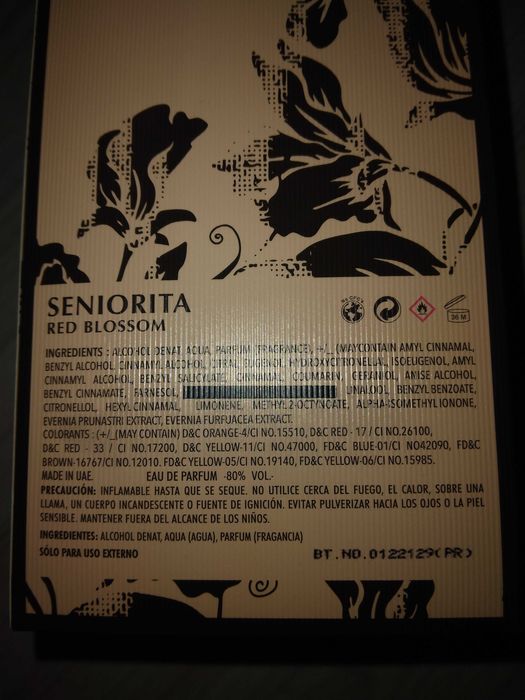 SENIORITA
RED BLOSSOM
36 M
INGREDIENTS : ALCOHOL DENAT, AQUA, PARFUM (FRAGRANCE), +/_ (MAYCONTAIN AMYL CINNAMAL,
BENZYL ALCOHOL, CINNAMYL ALCOHOL, CITRAL, EUGENOL, HYDROXYCITRONELLAL, ISOEUGENOL, AMYL
CINNAMYL ALCOHOL, BENZYL SALICYLATE, CINNAMAL, COUMARIN, GERANIOL, ANISE ALCOHOL,
BENZYL CINNAMATE, FARNESOL LINALOOL, BENZYL BENZOATE,
CITRONELLOL, HEXYL CINNAMAL, LIMONENE, METHYL 2-OCTYNOATE, ALPHA-ISOMETHYL IONONE,
EVERNIA PRUNASTRI EXTRACT, EVERNIA FURFUACEA EXTRACT.
COLORANTS : (+/_(MAY CONTAIN) D&C ORANGE-4/CI NO.15510, D&C RED - 17 / CI NO.26100,
D&C RED - 33 / CI NO.17200, D&C YELLOW-11/CI NO.47000, FD&C BLUE-01/CI NO42090, FD&C
BROWN-16767/CI NO.12010. FD&C YELLOW-05/CI NO.19140, FD&C YELLOW-06/CI NO.15985.
MADE IN UAE. EAU DE PARFUM -80% VOL.-
PRECAUCIÓN: INFLAMABLE HASTA QUE SE SEQUE. NO UTILICE CERCA DEL FUEGO, EL CALOR, SOBRE UNA
LLAMA, UN CUERPO INCANDESCENTE O FUENTE DE IGNICIÓN. EVITAR PULVERIZAR HACIA LOS OJOS O LA PIEL
SENSIBLE. MANTENER FUERA DEL ALCANCE DE LOS NIÑOS.
INGREDIENTES: ALCOHOL DENAT, AQUA (AGUA), PARFUM (FRAGANCIA)
SÓLO PARA USO EXTERNO BT.NO.0122129(PR)